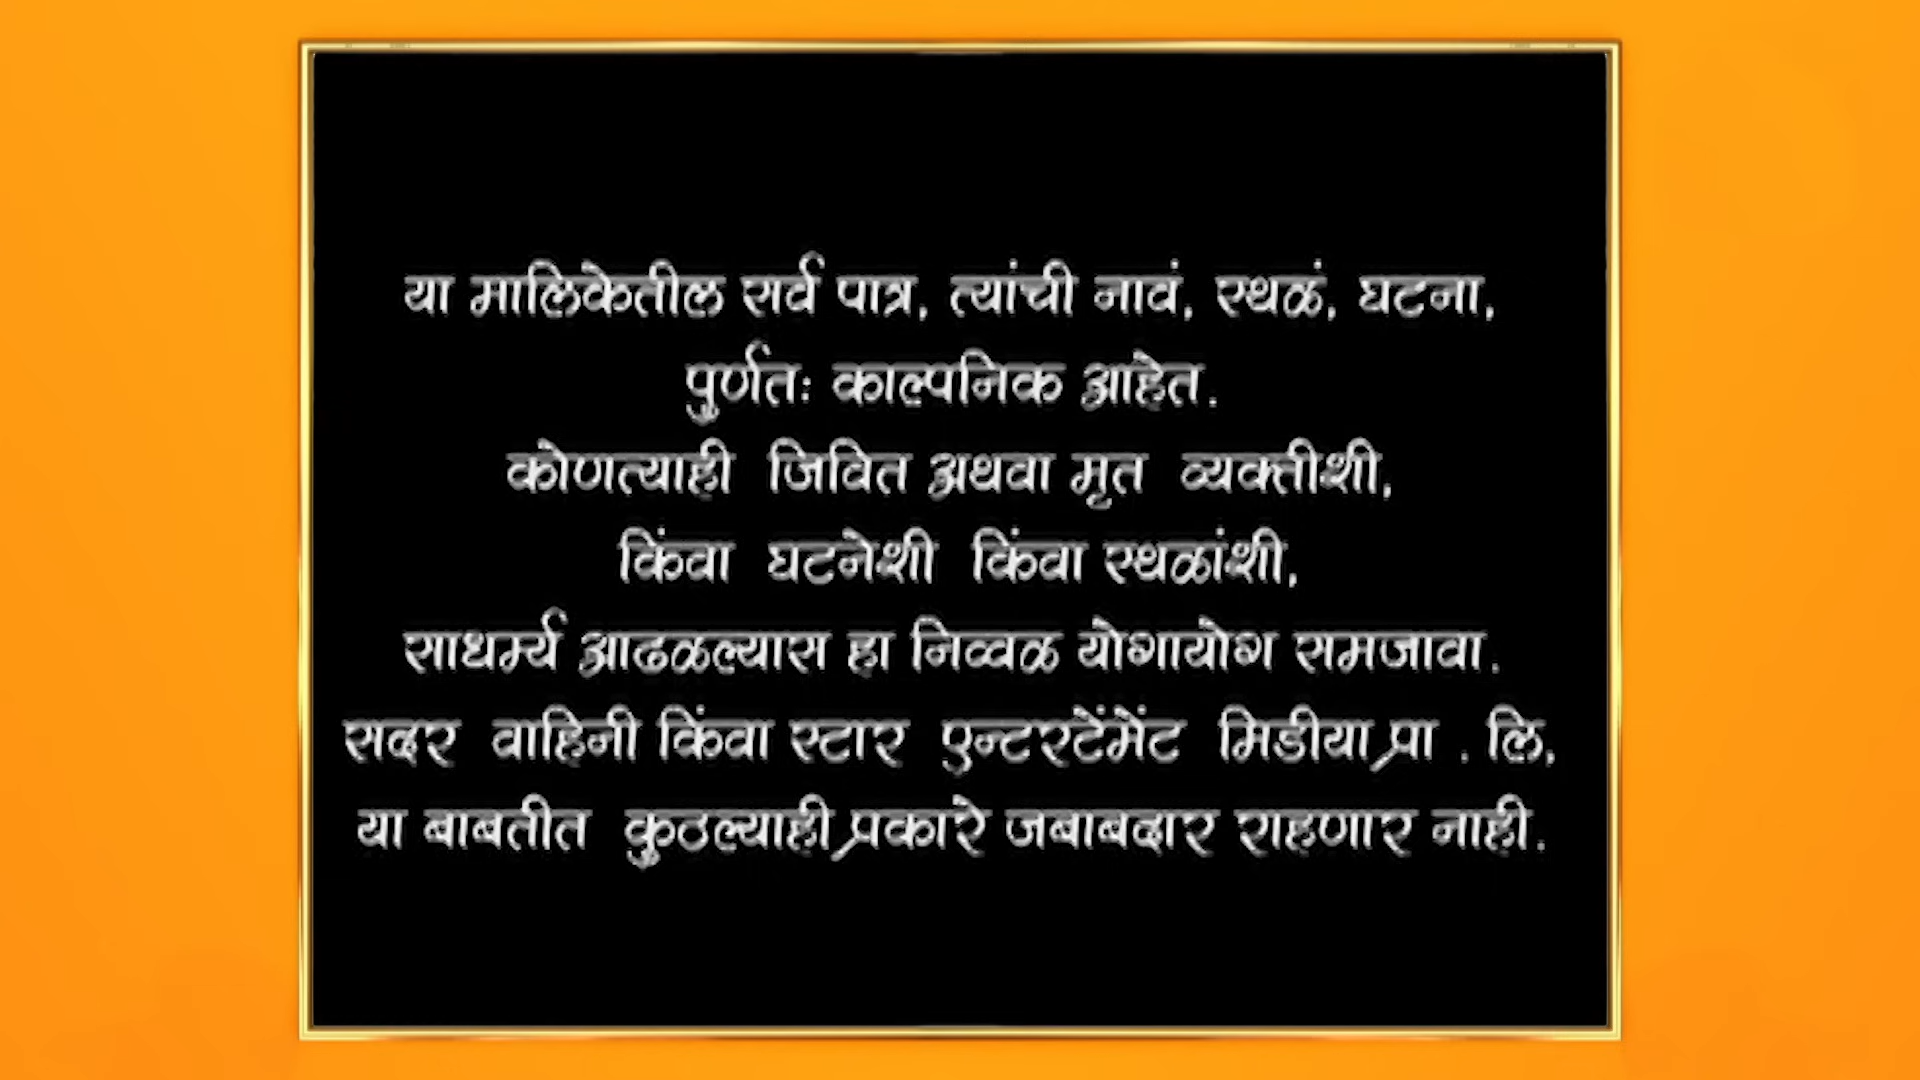 या मालिकेतील सर्व पात्र, त्यांची नावं, स्थळं, घटना,
पुर्णतः काल्पनिक आहेत.
कोणत्याही जिवित अथवा मृत व्यक्तीशी,
किंवा घटनेशी किंवा स्थळांशी,
साधर्म्य आढळल्यास हा निव्वळ योगायोग समजावा.
सदर वाहिनी किंवा स्टार एन्टरटेंमेंट मिडीया प्रा . लि,
या बाबतीत कुठल्याही प्रकारे जबाबदार राहणार नाही.